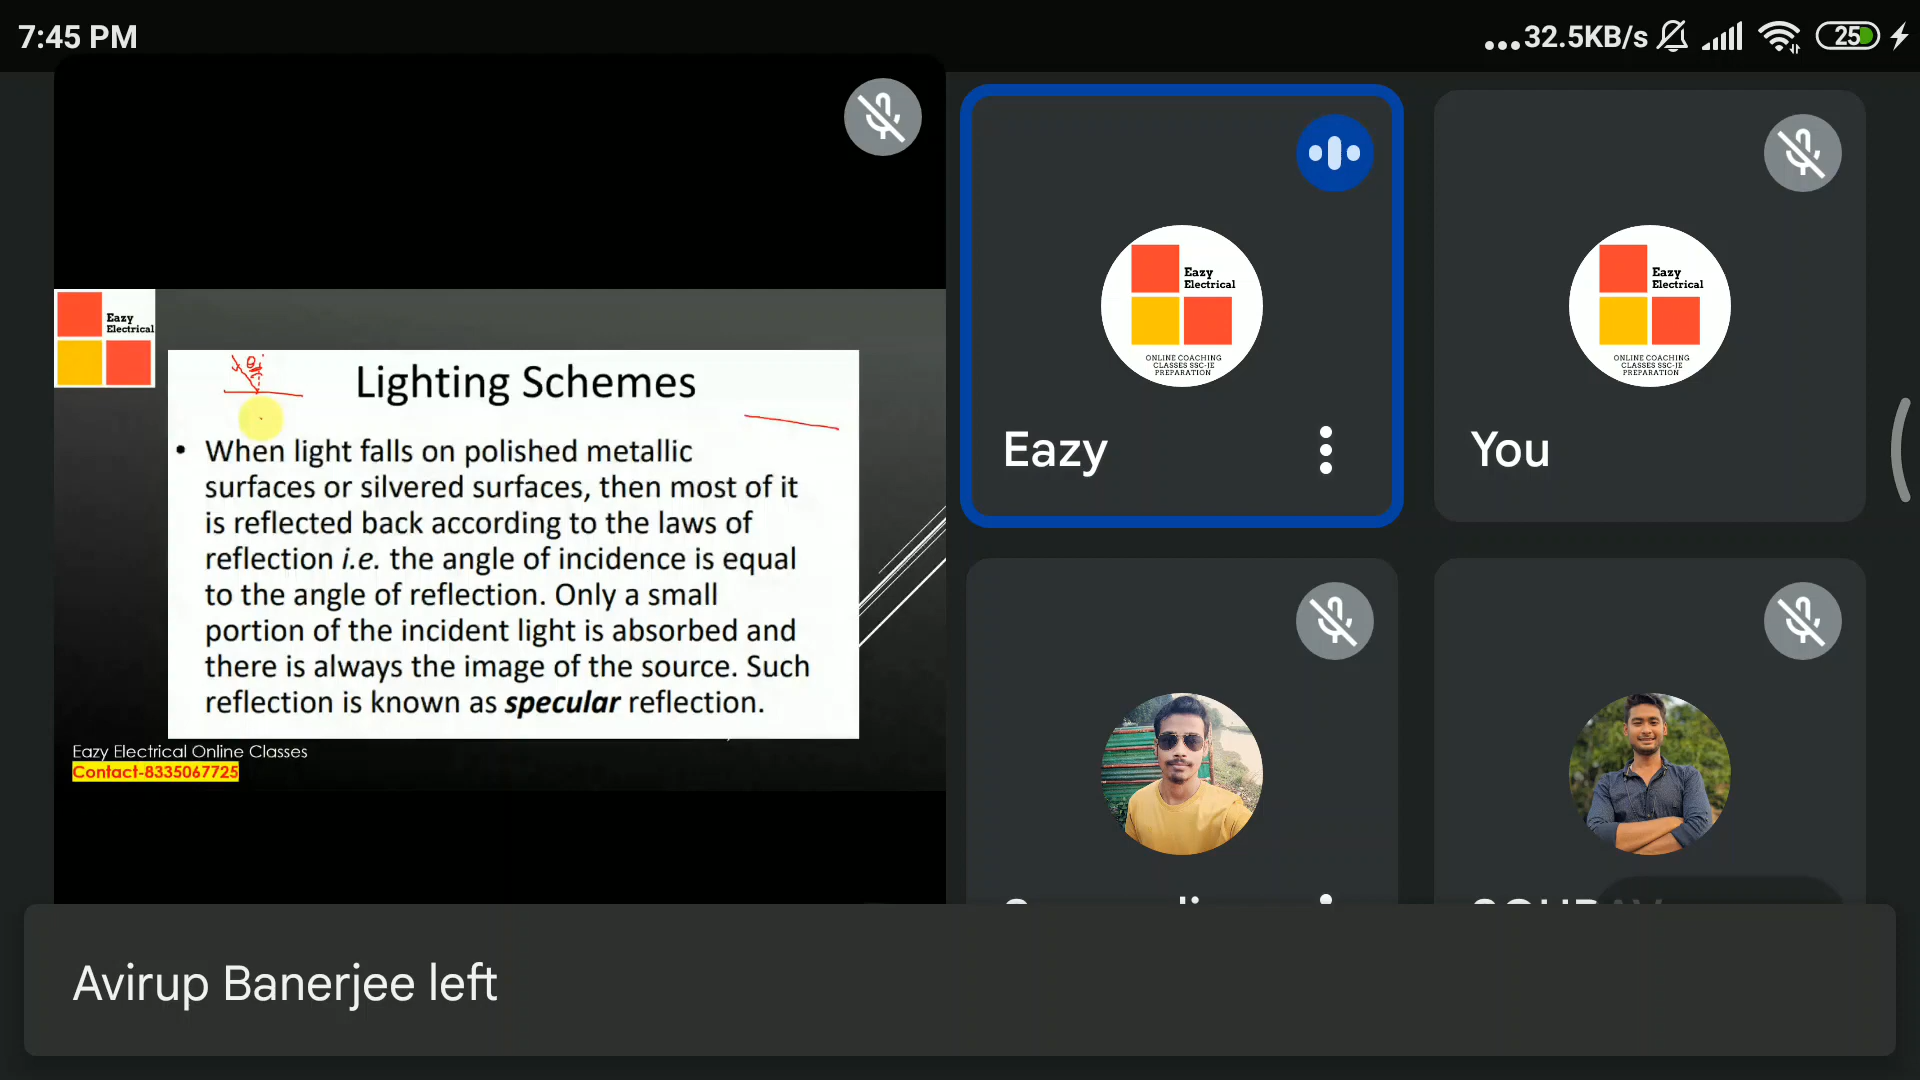 7:45 PM
...32.5KB/s
25
Eazy
Electrical
Lighting Schemes
• When light falls on polished metallic
surfaces or silvered surfaces, then most of it
is reflected back according to the laws of
reflection i.e. the angle of incidence is equal
to the angle of reflection. Only a small
portion of the incident light is absorbed and
there is always the image of the source. Such
reflection is known as specular reflection.
Eazy Electrical Online Classes
Contact-8335067725
Eazy
Electrical
ONLINE COACHING
CLASSES SSC-JE
PREPARATION
Eazy
Eazy
Electrical
ONLINE COACHING
CLASSES SSC-JE
PREPARATION
You
Avirup Banerjee left